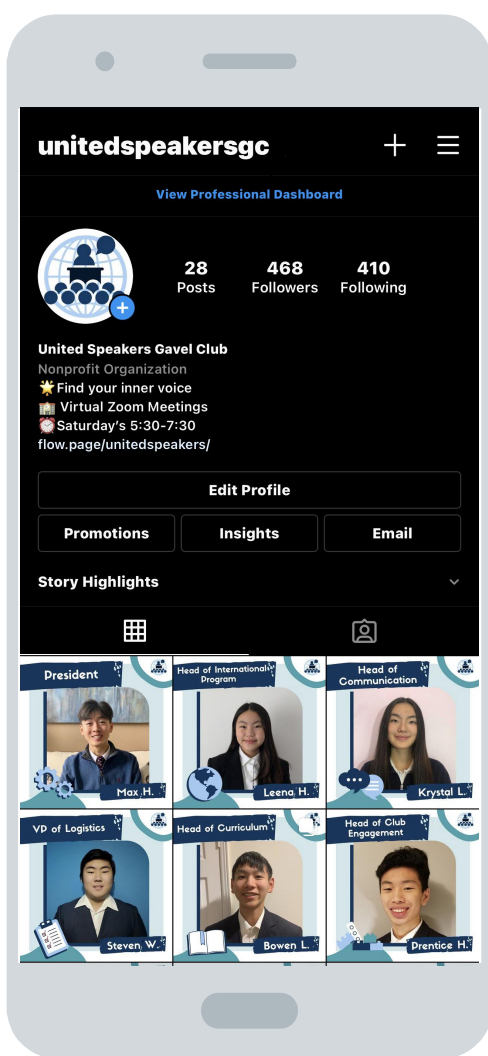 unitedspeakersgc
View Professional Dashboard
28 468 410
Posts Followers Following
United Speakers Gavel Club
Nonprofit Organization
🌟Find your inner voice
🏫 Virtual Zoom Meetings
⏰Saturday's 5:30-7:30
flow.page/unitedspeakers/
Edit Profile
Promotions Insights Email
Story Highlights
President
Max H.
Head of International
Program
Leena H.
Head of
Communication
Krystal L.
VP of Logistics
Steven W.
Head of Curriculum
Bowen L.
Head of Club
Engagement
Prentice H.